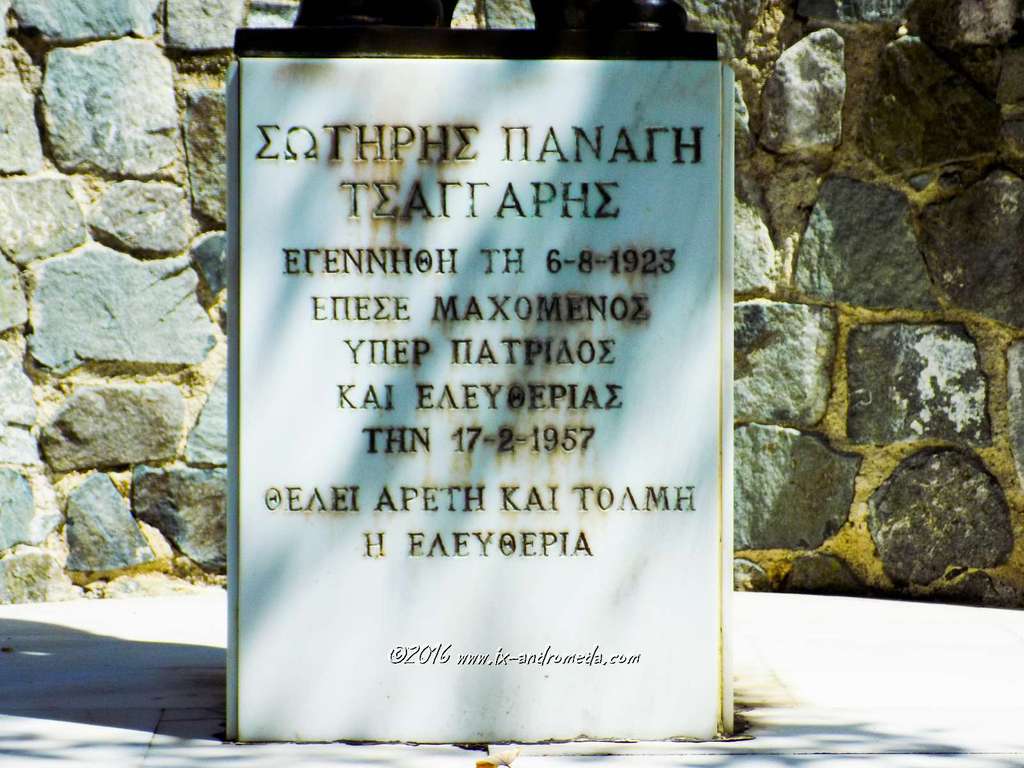 ΣΩΤΗΡΗΣ ΠΑΝΑΓΗ
ΤΣΑΓΓΑΡΗΣ
ΕΓΕΝΝΗΘΗ ΤΗ 6-8-1923
ΕΠΕΣΕ ΜΑΧΟΜΕΝΟΣ
ΥΠΕΡ ΠΑΤΡΙΔΟΣ
ΚΑΙ ΕΛΕΥΘΕΡΙΑΣ
ΤΗΝ 17-2-1957
ΘΕΛΕΙ ΑΡΕΤΗ ΚΑΙ ΤΟΛΜΗ
Η ΕΛΕΥΘΕΡΙΑ
©2016 www.ix-andromeda.com